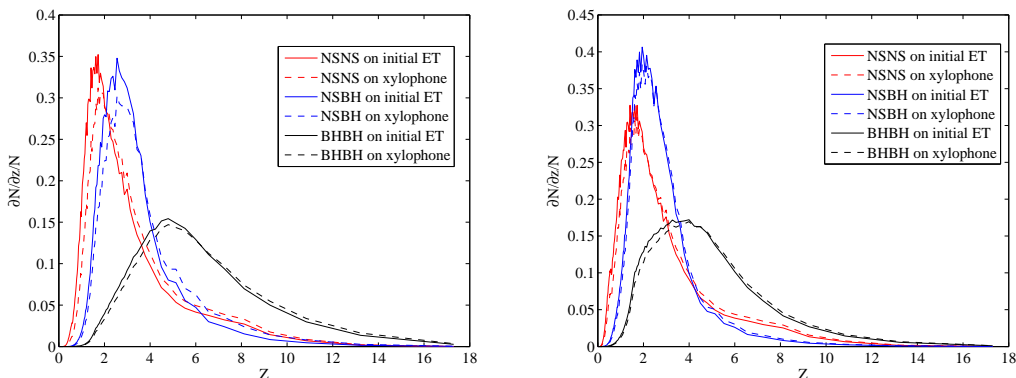 0.4
0.35
0.3
0.25
0.2
0.15
0.1
0.05
0
∂N/∂z/N
0 2 4 6 8 10 12 14 16 18
Z
NSNS on initial ET
NSNS on xylophone
NSBH on initial ET
NSBH on xylophone
BHBH on initial ET
BHBH on xylophone
0.45
0.4
0.35
0.3
0.25
0.2
0.15
0.1
0.05
0
∂N/∂z/N
0 2 4 6 8 10 12 14 16 18
Z
NSNS on initial ET
NSNS on xylophone
NSBH on initial ET
NSBH on xylophone
BHBH on initial ET
BHBH on xylophone